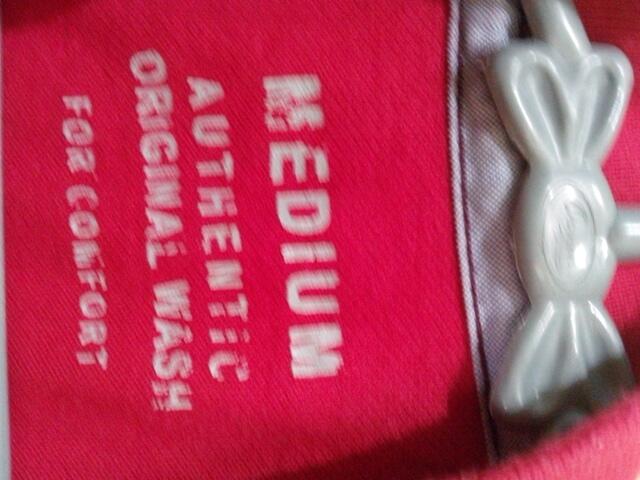 MEDIUM
AUTHENTIC
ORIGINAL WASH
FOR COMFORT